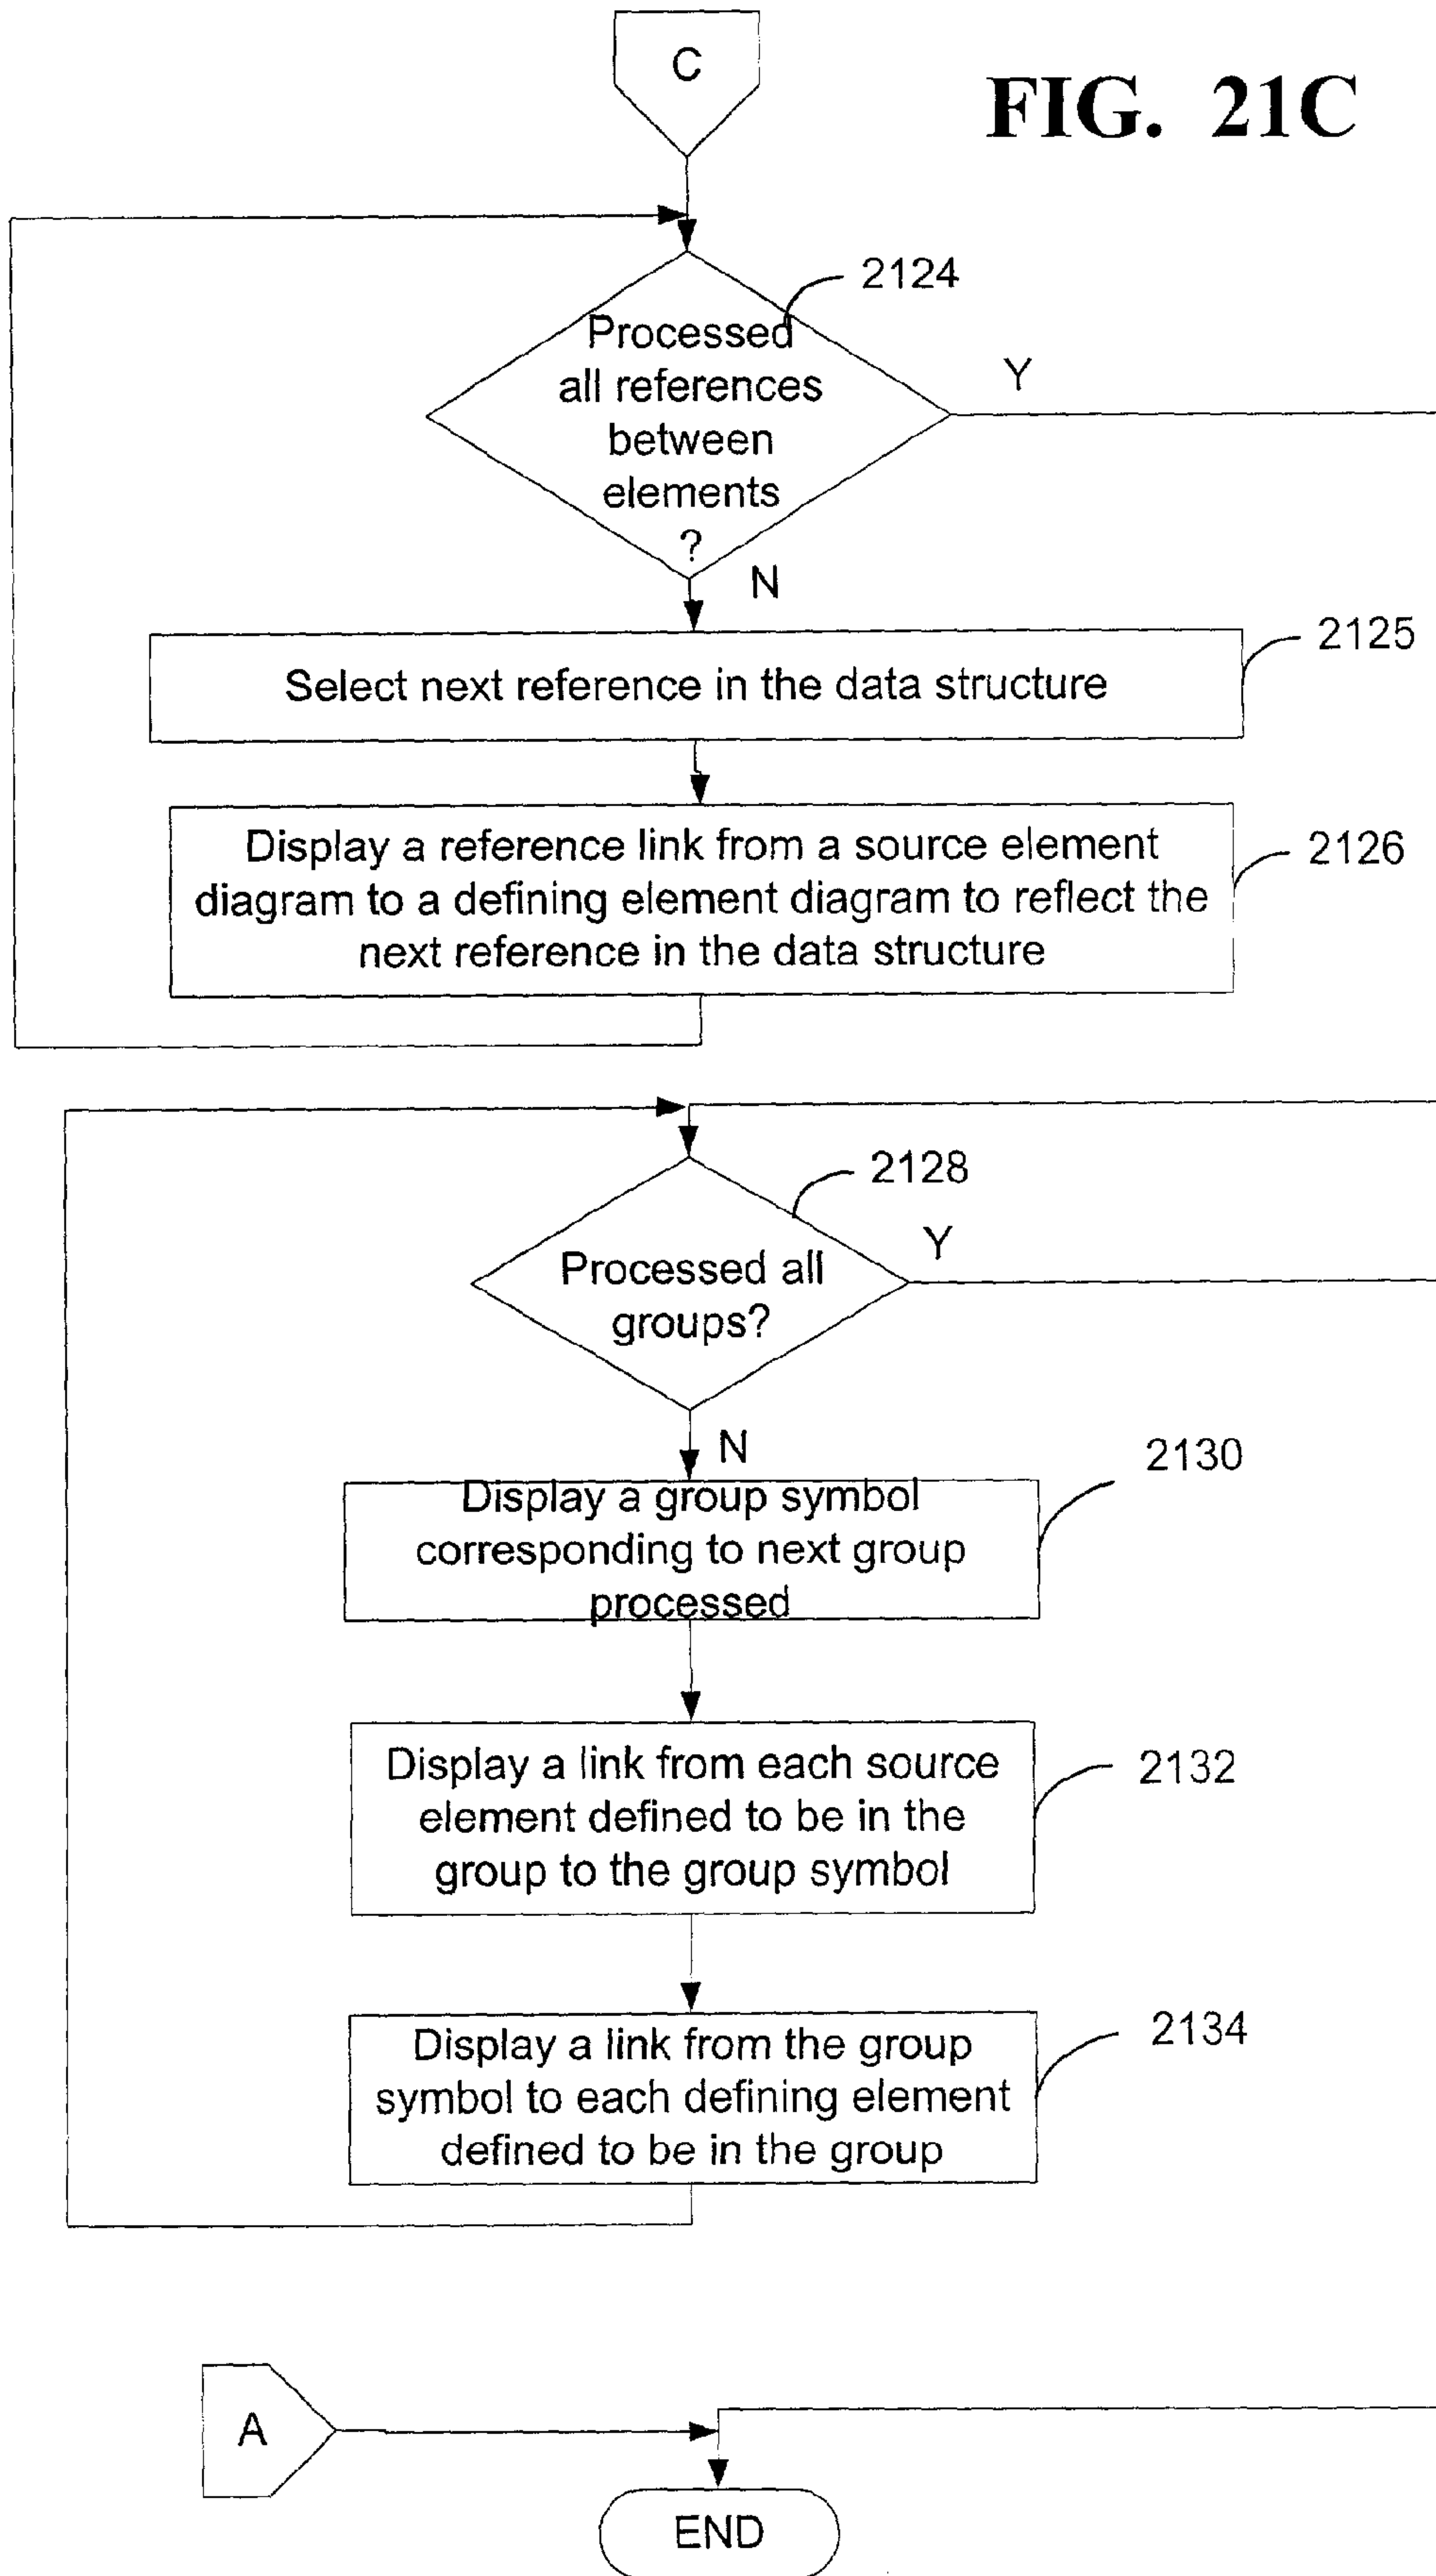 C
FIG. 21C
2124
Processed
all references
between
elements
?
Y
N
2125
Select next reference in the data structure
2126
Display a reference link from a source element
diagram to a defining element diagram to reflect the
next reference in the data structure
2128
Processed all
groups?
Y
N
2130
Display a group symbol
corresponding to next group
processed
2132
Display a link from each source
element defined to be in the
group to the group symbol
2134
Display a link from the group
symbol to each defining element
defined to be in the group
A
END